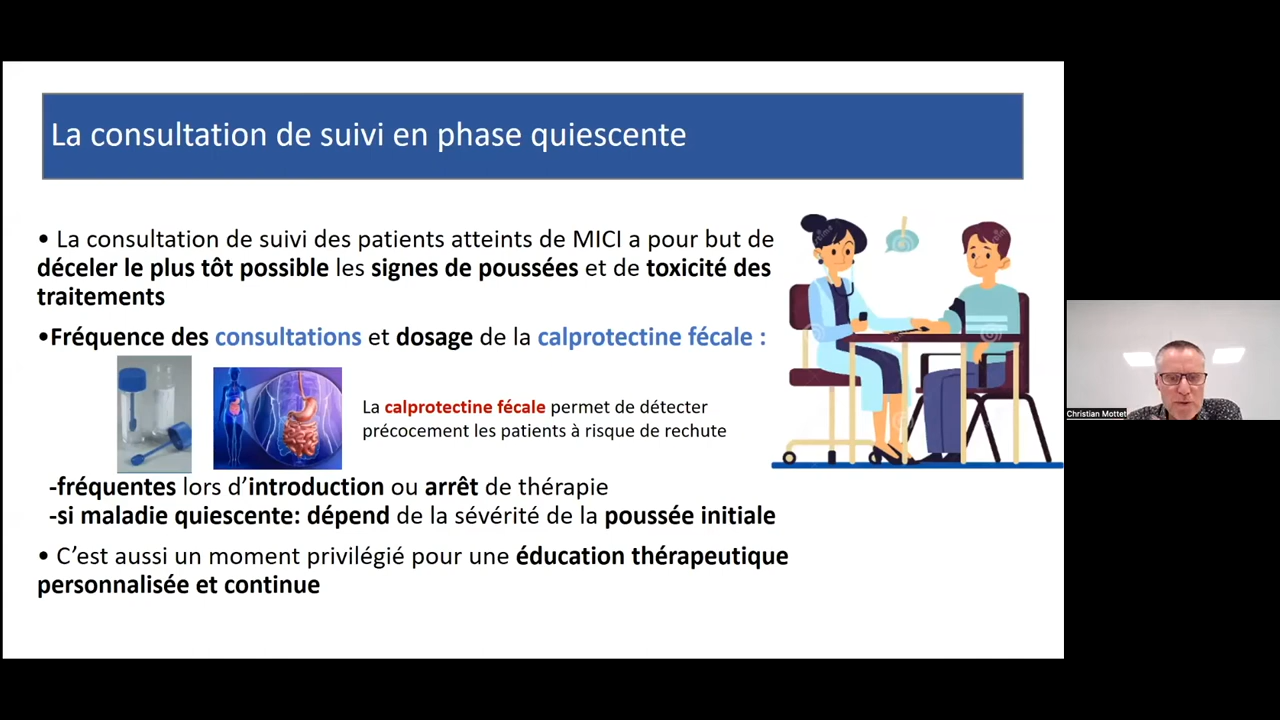 La consultation de suivi en phase quiescente
• La consultation de suivi des patients atteints de MICI a pour but de
déceler le plus tôt possible les signes de poussées et de toxicité des
traitements
•Fréquence des consultations et dosage de la calprotectine fécale :
La calprotectine fécale permet de détecter
précocement les patients à risque de rechute
-fréquentes lors d’introduction ou arrêt de thérapie
-si maladie quiescente: dépend de la sévérité de la poussée initiale
• C’est aussi un moment privilégié pour une éducation thérapeutique
personnalisée et continue
Christian Mottet